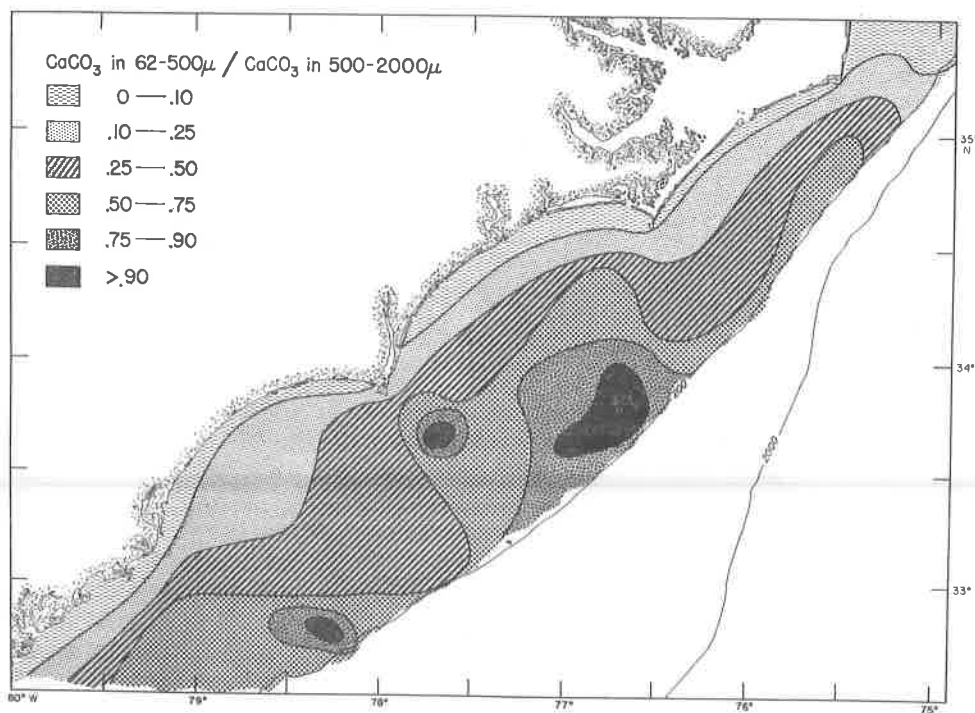 CaCO₃ in 62-500μ / CaCO₃ in 500-2000μ
0 — .10
.10 — .25
.25 — .50
.50 — .75
.75 — .90
>.90
35°
N
34°
2000
33°
80° W
79°
78°
77°
76°
75°